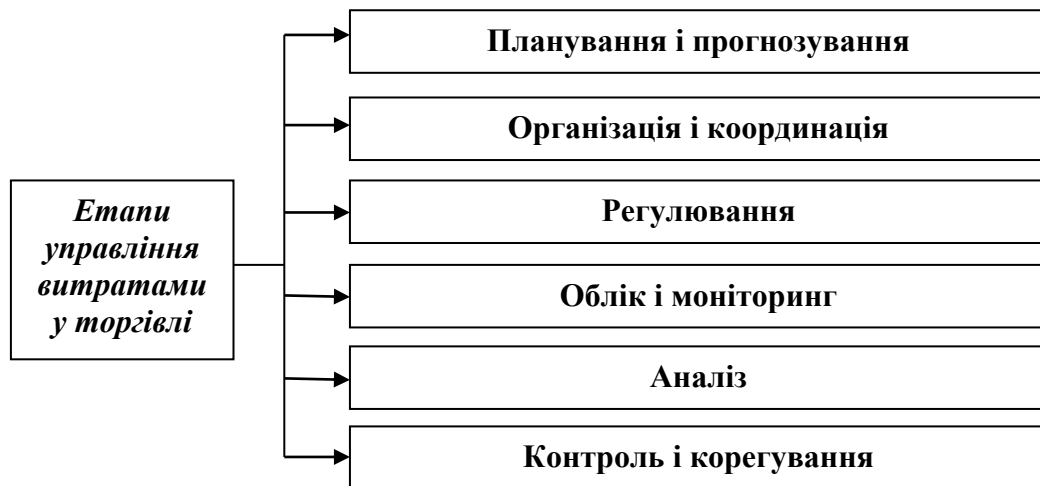 Етапи
управління
витратами
у торгівлі
Планування і прогнозування
Організація і координація
Регулювання
Облік і моніторинг
Аналіз
Контроль і корегування